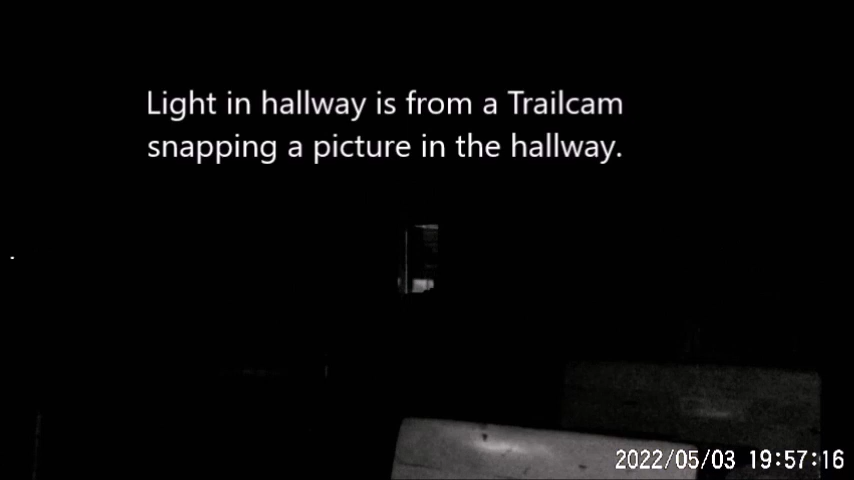 Light in hallway is from a Trailcam
snapping a picture in the hallway.
2022/05/03 19:57:16